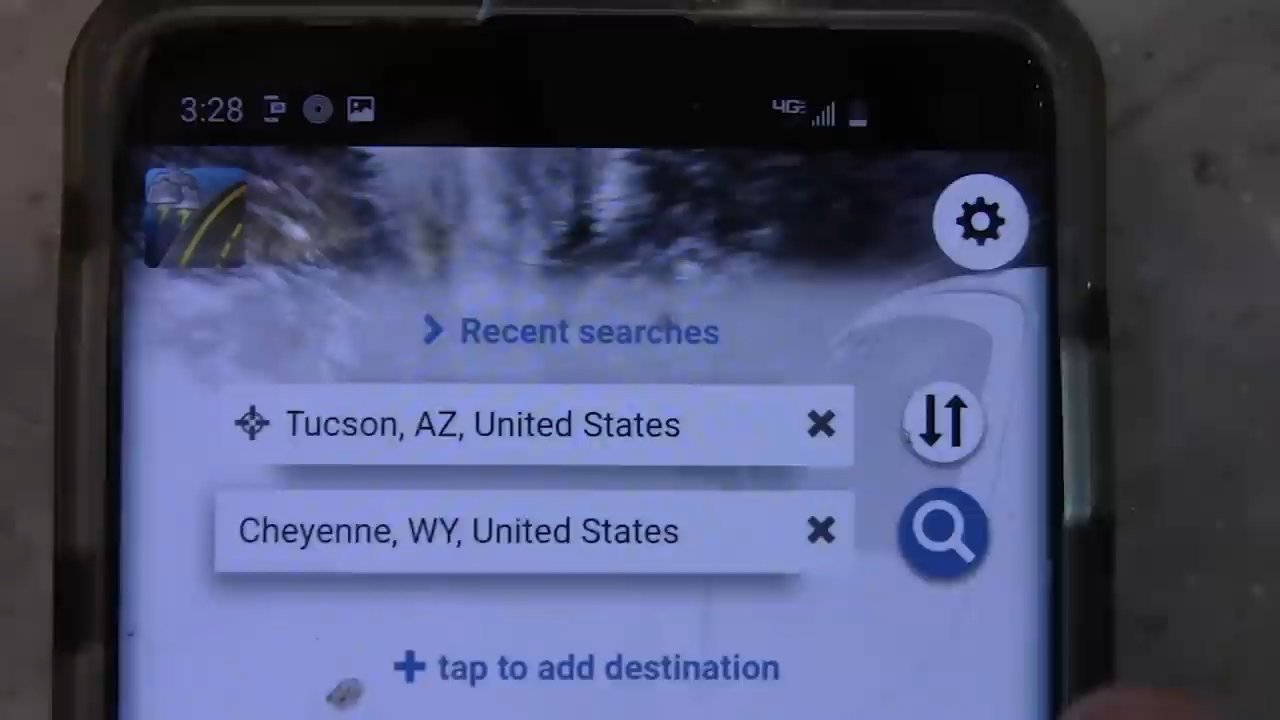 3:28
4G
Recent searches
Tucson, AZ, United States
Cheyenne, WY, United States
tap to add destination